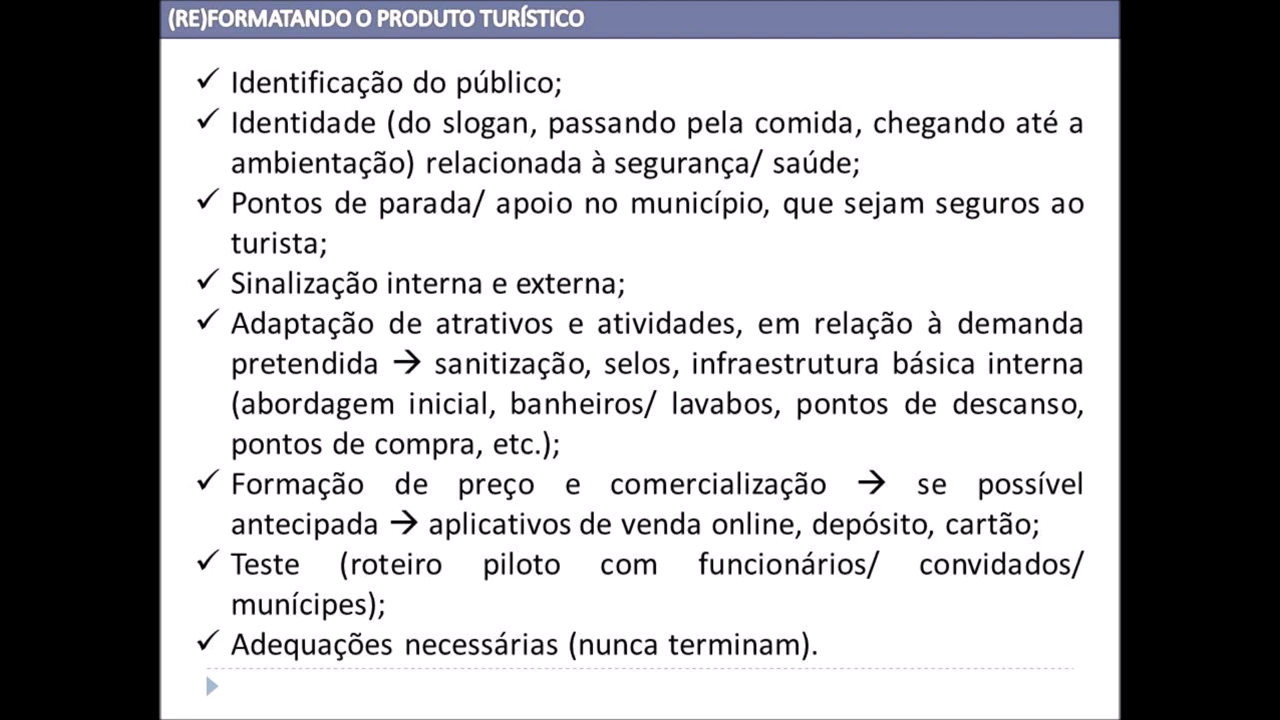 (RE)FORMATANDO O PRODUTO TURÍSTICO
✓ Identificação do público;
✓ Identidade (do slogan, passando pela comida, chegando até a
ambientação) relacionada à segurança/ saúde;
✓ Pontos de parada/ apoio no município, que sejam seguros ao
turista;
✓ Sinalização interna e externa;
✓ Adaptação de atrativos e atividades, em relação à demanda
pretendida → sanitização, selos, infraestrutura básica interna
(abordagem inicial, banheiros/ lavabos, pontos de descanso,
pontos de compra, etc.);
✓ Formação de preço e comercialização → se possível
antecipada → aplicativos de venda online, depósito, cartão;
✓ Teste (roteiro piloto com funcionários/ convidados/
munícipes);
✓ Adequações necessárias (nunca terminam).